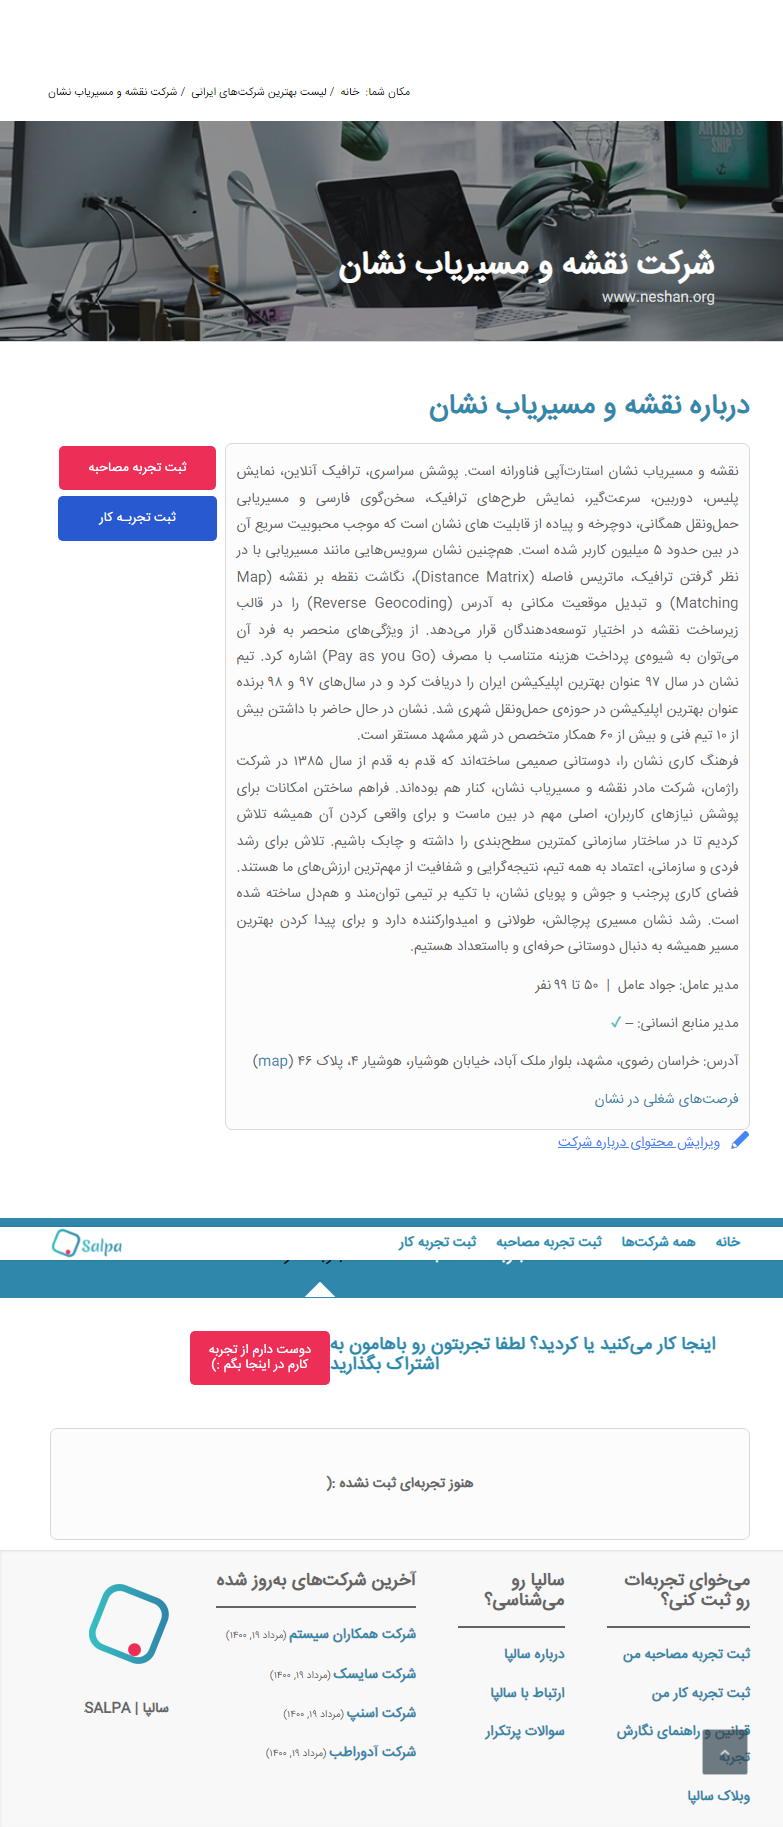 مکان شما: خانه / لیست بهترین شرکت‌های ایرانی / شرکت نقشه و مسیریاب نشان
ARTISTS
SHIP
شرکت نقشه و مسیریاب نشان
www.neshan.org
درباره نقشه و مسیریاب نشان
ثبت تجربه مصاحبه
ثبت تجربـه کار
نقشه و مسیریاب نشان استارت‌آپی فناورانه است. پوشش سراسری، ترافیک آنلاین، نمایش
پلیس، دوربین، سرعت‌گیر، نمایش طرح‌های ترافیک، سخن‌گوی فارسی و مسیریابی
حمل‌ونقل همگانی، دوچرخه و پیاده از قابلیت های نشان است که موجب محبوبیت سریع آن
در بین حدود ۵ میلیون کاربر شده است. هم‌چنین نشان سرویس‌هایی مانند مسیریابی با در
نظر گرفتن ترافیک، ماتریس فاصله (Distance Matrix)، نگاشت نقطه بر نقشه (Map
Matching) و تبدیل موقعیت مکانی به آدرس (Reverse Geocoding) را در قالب
زیرساخت نقشه در اختیار توسعه‌دهندگان قرار می‌دهد. از ویژگی‌های منحصر به فرد آن
می‌توان به شیوه‌ی پرداخت هزینه متناسب با مصرف (Pay as you Go) اشاره کرد. تیم
نشان در سال ۹۷ عنوان بهترین اپلیکیشن ایران را دریافت کرد و در سال‌های ۹۷ و ۹۸ برنده
عنوان بهترین اپلیکیشن در حوزه‌ی حمل‌ونقل شهری شد. نشان در حال حاضر با داشتن بیش
از ۱۰ تیم فنی و بیش از ۶۰ همکار متخصص در شهر مشهد مستقر است.
فرهنگ کاری نشان را، دوستانی صمیمی ساخته‌اند که قدم به قدم از سال ۱۳۸۵ در شرکت
راژمان، شرکت مادر نقشه و مسیریاب نشان، کنار هم بوده‌اند. فراهم ساختن امکانات برای
پوشش نیازهای کاربران، اصلی مهم در بین ماست و برای واقعی کردن آن همیشه تلاش
کردیم تا در ساختار سازمانی کمترین سطح‌بندی را داشته و چابک باشیم. تلاش برای رشد
فردی و سازمانی، اعتماد به همه تیم، نتیجه‌گرایی و شفافیت از مهم‌ترین ارزش‌های ما هستند.
فضای کاری پرجنب و جوش و پویای نشان، با تکیه بر تیمی توان‌مند و هم‌دل ساخته شده
است. رشد نشان مسیری پرچالش، طولانی و امیدوارکننده دارد و برای پیدا کردن بهترین
مسیر همیشه به دنبال دوستانی حرفه‌ای و بااستعداد هستیم.
مدیر عامل: جواد عامل | ۵۰ تا ۹۹ نفر
مدیر منابع انسانی: – ✓
آدرس: خراسان رضوی، مشهد، بلوار ملک آباد، خیابان هوشیار، هوشیار ۴، پلاک ۴۶ (map)
فرصت‌های شغلی در نشان
ویرایش محتوای درباره شرکت
خانه همه شرکت‌ها ثبت تجربه مصاحبه ثبت تجربه کار
Salpa
اینجا کار می‌کنید یا کردید؟ لطفا تجربتون رو باهامون به
اشتراک بگذارید
دوست دارم از تجربه
کارم در اینجا بگم :)
هنوز تجربه‌ای ثبت نشده :(
می‌خوای تجربه‌ات
رو ثبت کنی؟
ثبت تجربه مصاحبه من
ثبت تجربه کار من
قوانین و راهنمای نگارش
تجربه
وبلاک سالپا
سالپا رو
می‌شناسی؟
درباره سالپا
ارتباط با سالپا
سوالات پرتکرار
آخرین شرکت‌های به‌روز شده
شرکت همکاران سیستم (مرداد ۱۹, ۱۴۰۰)
شرکت سایسک (مرداد ۱۹, ۱۴۰۰)
شرکت اسنپ (مرداد ۱۹, ۱۴۰۰)
شرکت آدوراطب (مرداد ۱۹, ۱۴۰۰)
سالپا | SALPA